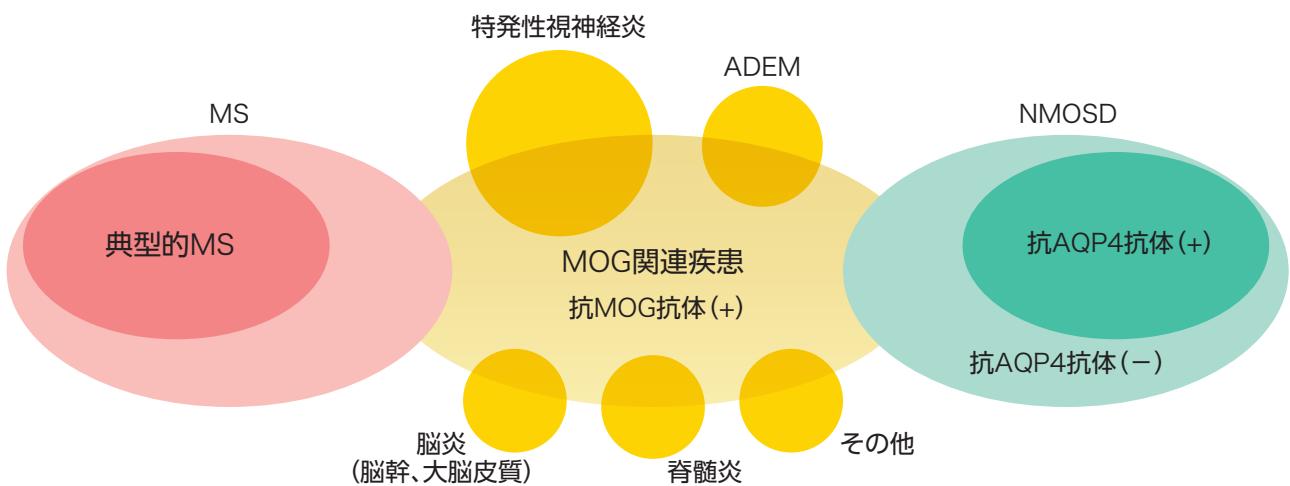 特発性視神経炎
ADEM
MS
NMOSD
典型的MS
抗AQP4抗体(+)
MOG関連疾患
抗MOG抗体(+)
抗AQP4抗体(−)
脳炎
(脳幹、大脳皮質)
脊髄炎
その他